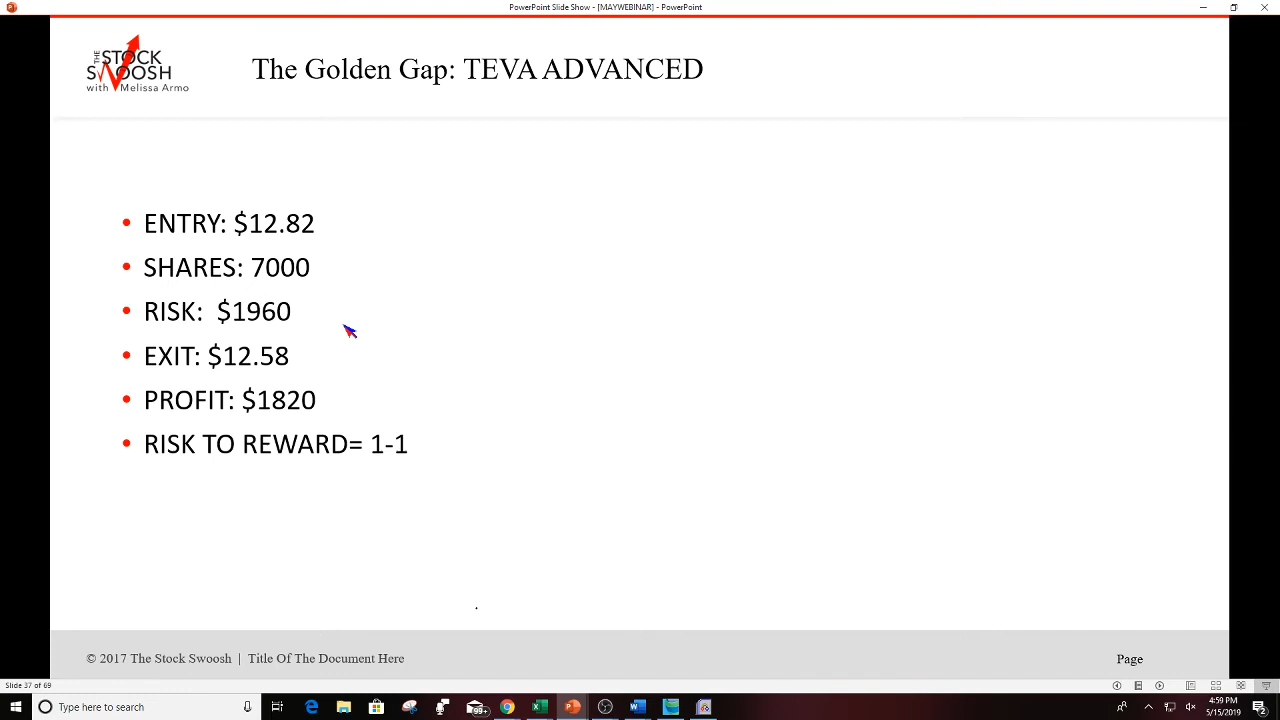 PowerPoint Slide Show - [MAYWEBINAR] - PowerPoint
THE
STOCK
SWOOSH
with Melissa Armo
The Golden Gap: TEVA ADVANCED
• ENTRY: $12.82
• SHARES: 7000
• RISK:  $1960
• EXIT: $12.58
• PROFIT: $1820
• RISK TO REWARD= 1-1
.
© 2017 The Stock Swoosh | Title Of The Document Here
Page
Slide 37 of 69
Type here to search
99+
4:59 PM
5/15/2019
2